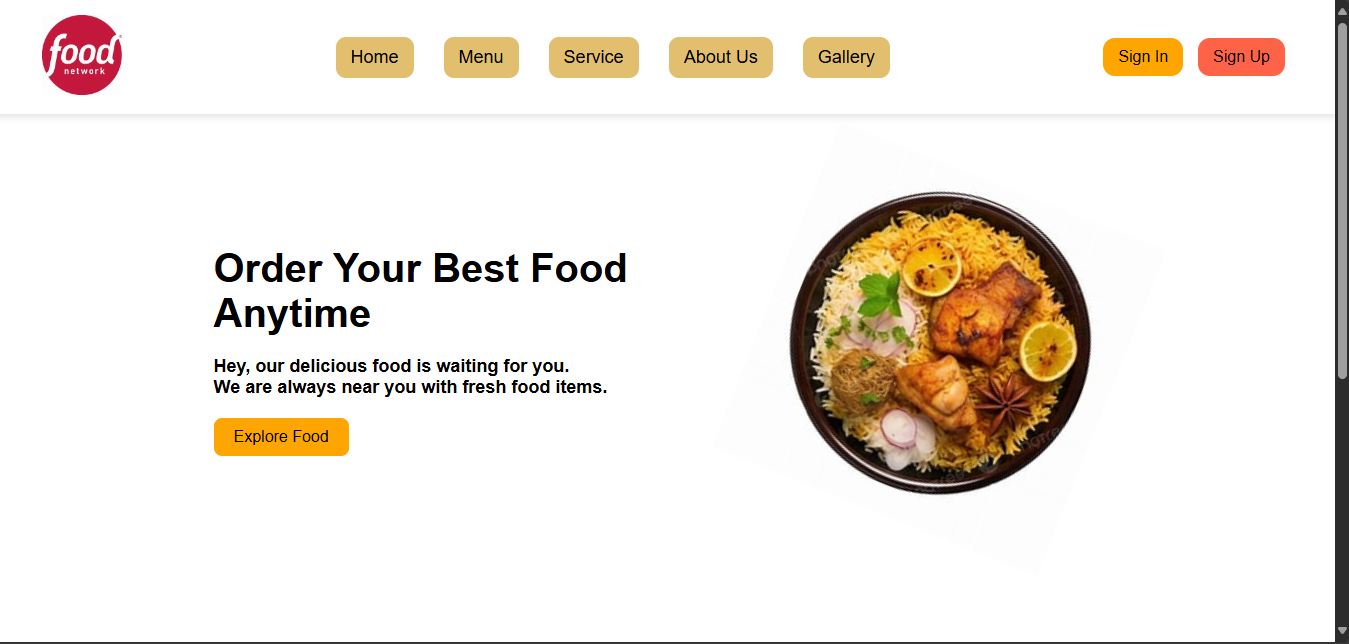 food
network
Home
Menu
Service
About Us
Gallery
Sign In
Sign Up
Order Your Best Food
Anytime
Hey, our delicious food is waiting for you.
We are always near you with fresh food items.
Explore Food